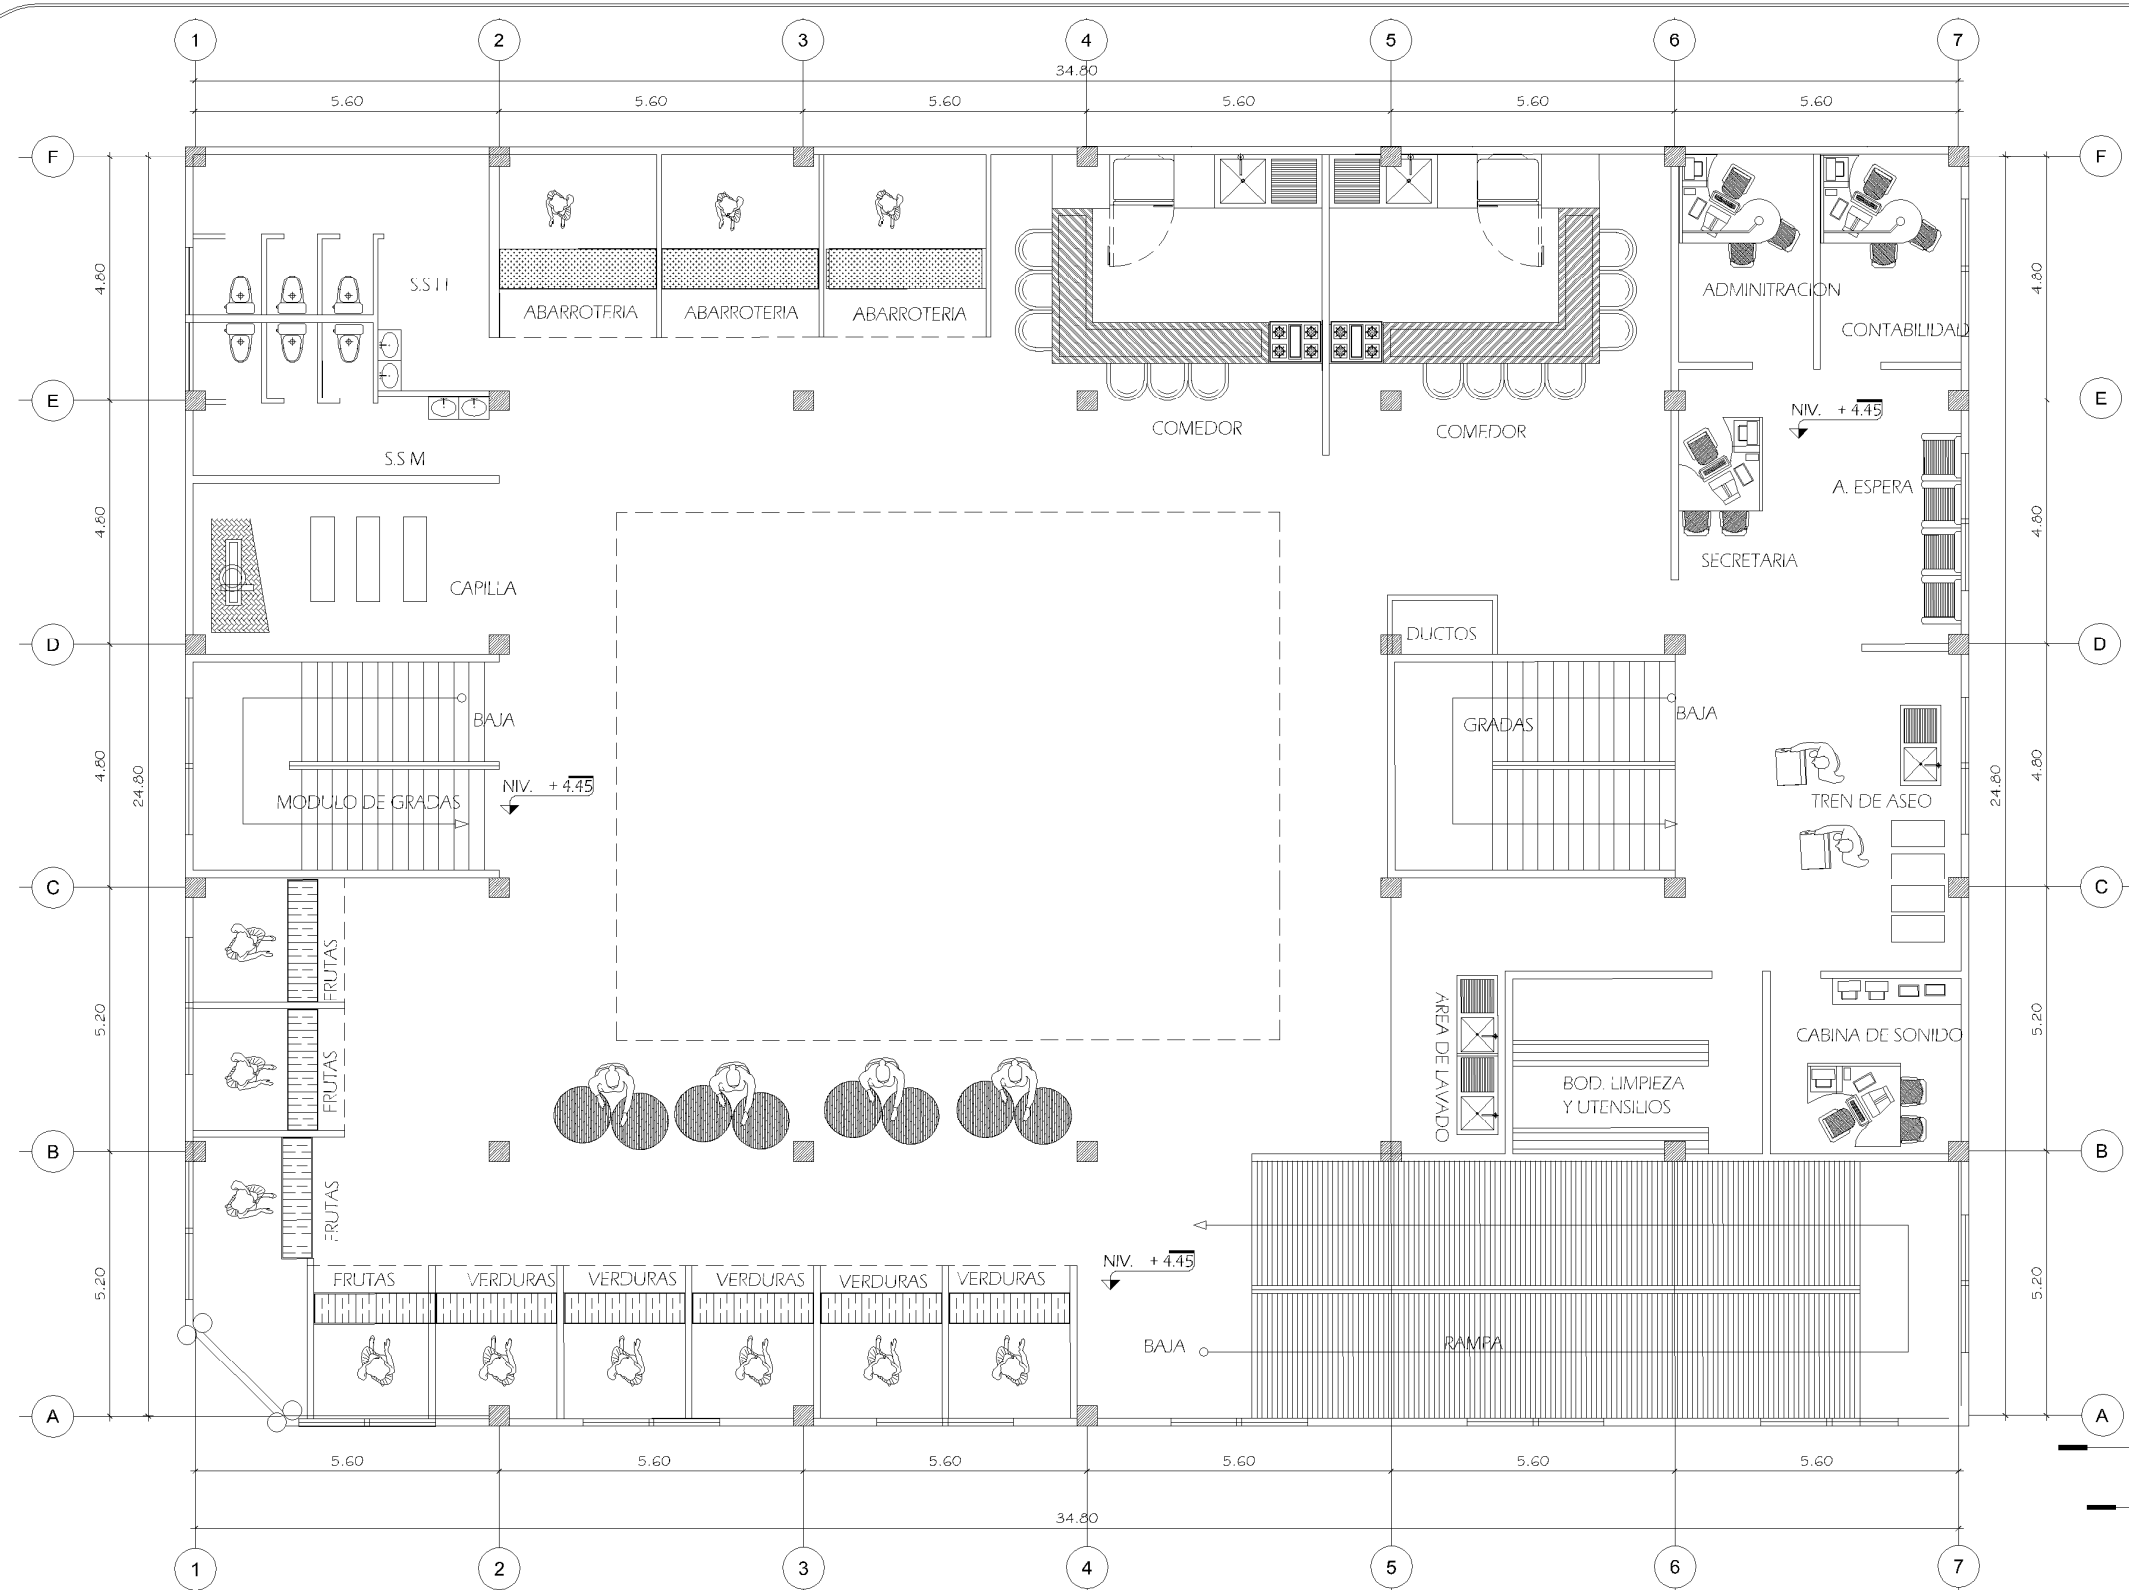 1 2 3 4 5 6 7
34.80
5.60 5.60 5.60 5.60 5.60 5.60
F F
4.80 4.80
S.S H
ABARROTERIA ABARROTERIA ABARROTERIA
ADMINITRACION
CONTABILIDAD
E E
NIV. + 4.45
COMEDOR COMEDOR
S.S M
A. ESPERA
4.80 4.80
SECRETARIA
CAPILLA
DUCTOS
D D
BAJA GRADAS BAJA
4.80 4.80
24.80 24.80
NIV. + 4.45
MODULO DE GRADAS
TREN DE ASEO
C C
FRUTAS
5.20 5.20
AREA DE LAVADO
CABINA DE SONIDO
FRUTAS
BOD. LIMPIEZA
Y UTENSILIOS
B B
FRUTAS
NIV. + 4.45
5.20 5.20
FRUTAS VERDURAS VERDURAS VERDURAS VERDURAS VERDURAS
BAJA RAMPA
A A
5.60 5.60 5.60 5.60 5.60 5.60
34.80
1 2 3 4 5 6 7